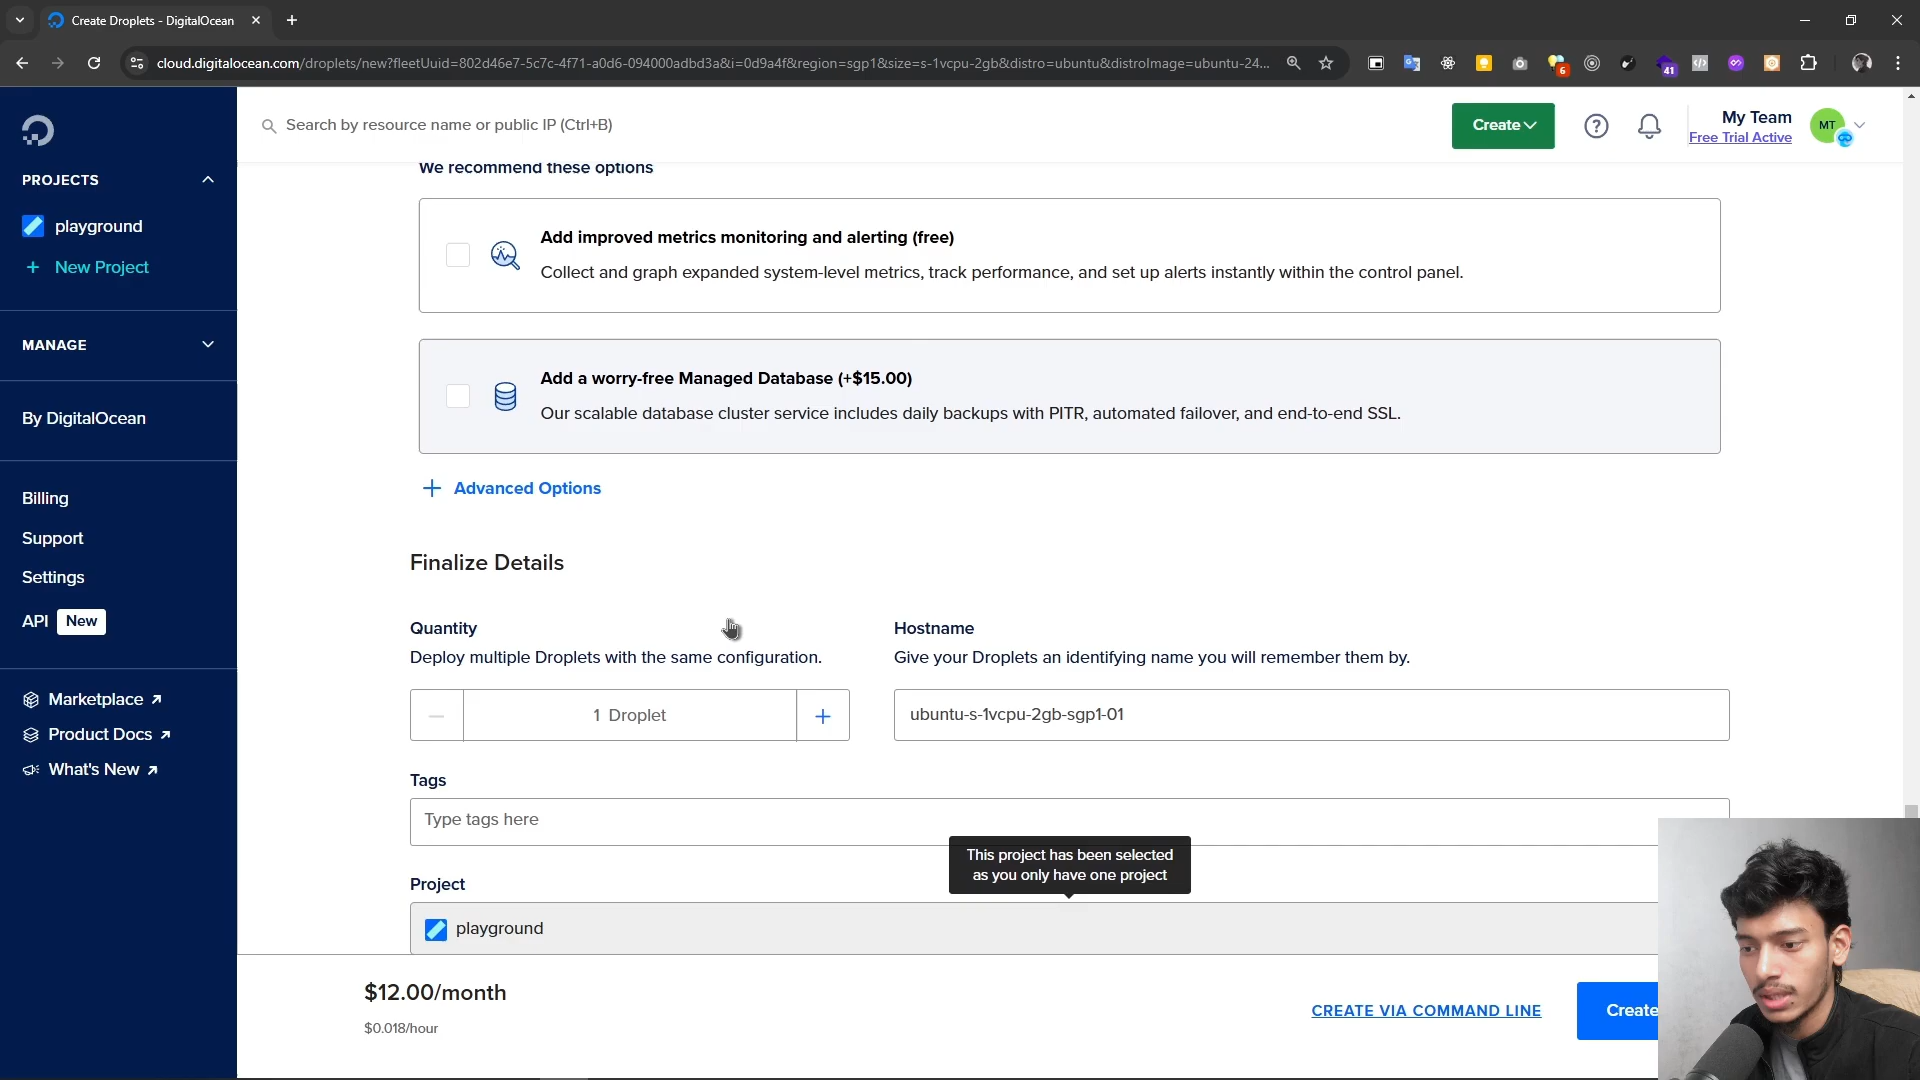 Create Droplets - DigitalOcean
cloud.digitalocean.com/droplets/new?fleetUuid=802d46e7-5c7c-4f71-a0d6-094000adbd3a&i=0d9a4f&region=sgp1&size=s-1vcpu-2gb&distro=ubuntu&distroImage=ubuntu-24...
6
41
Search by resource name or public IP (Ctrl+B)
Create
My Team
Free Trial Active
MT
PROJECTS
playground
+ New Project
MANAGE
By DigitalOcean
Billing
Support
Settings
API New
Marketplace
Product Docs
What's New
We recommend these options
Add improved metrics monitoring and alerting (free)
Collect and graph expanded system-level metrics, track performance, and set up alerts instantly within the control panel.
Add a worry-free Managed Database (+$15.00)
Our scalable database cluster service includes daily backups with PITR, automated failover, and end-to-end SSL.
+ Advanced Options
Finalize Details
Quantity
Deploy multiple Droplets with the same configuration.
1 Droplet
Hostname
Give your Droplets an identifying name you will remember them by.
ubuntu-s-1vcpu-2gb-sgp1-01
Tags
Type tags here
This project has been selected
as you only have one project
Project
playground
$12.00/month
$0.018/hour
CREATE VIA COMMAND LINE
Create